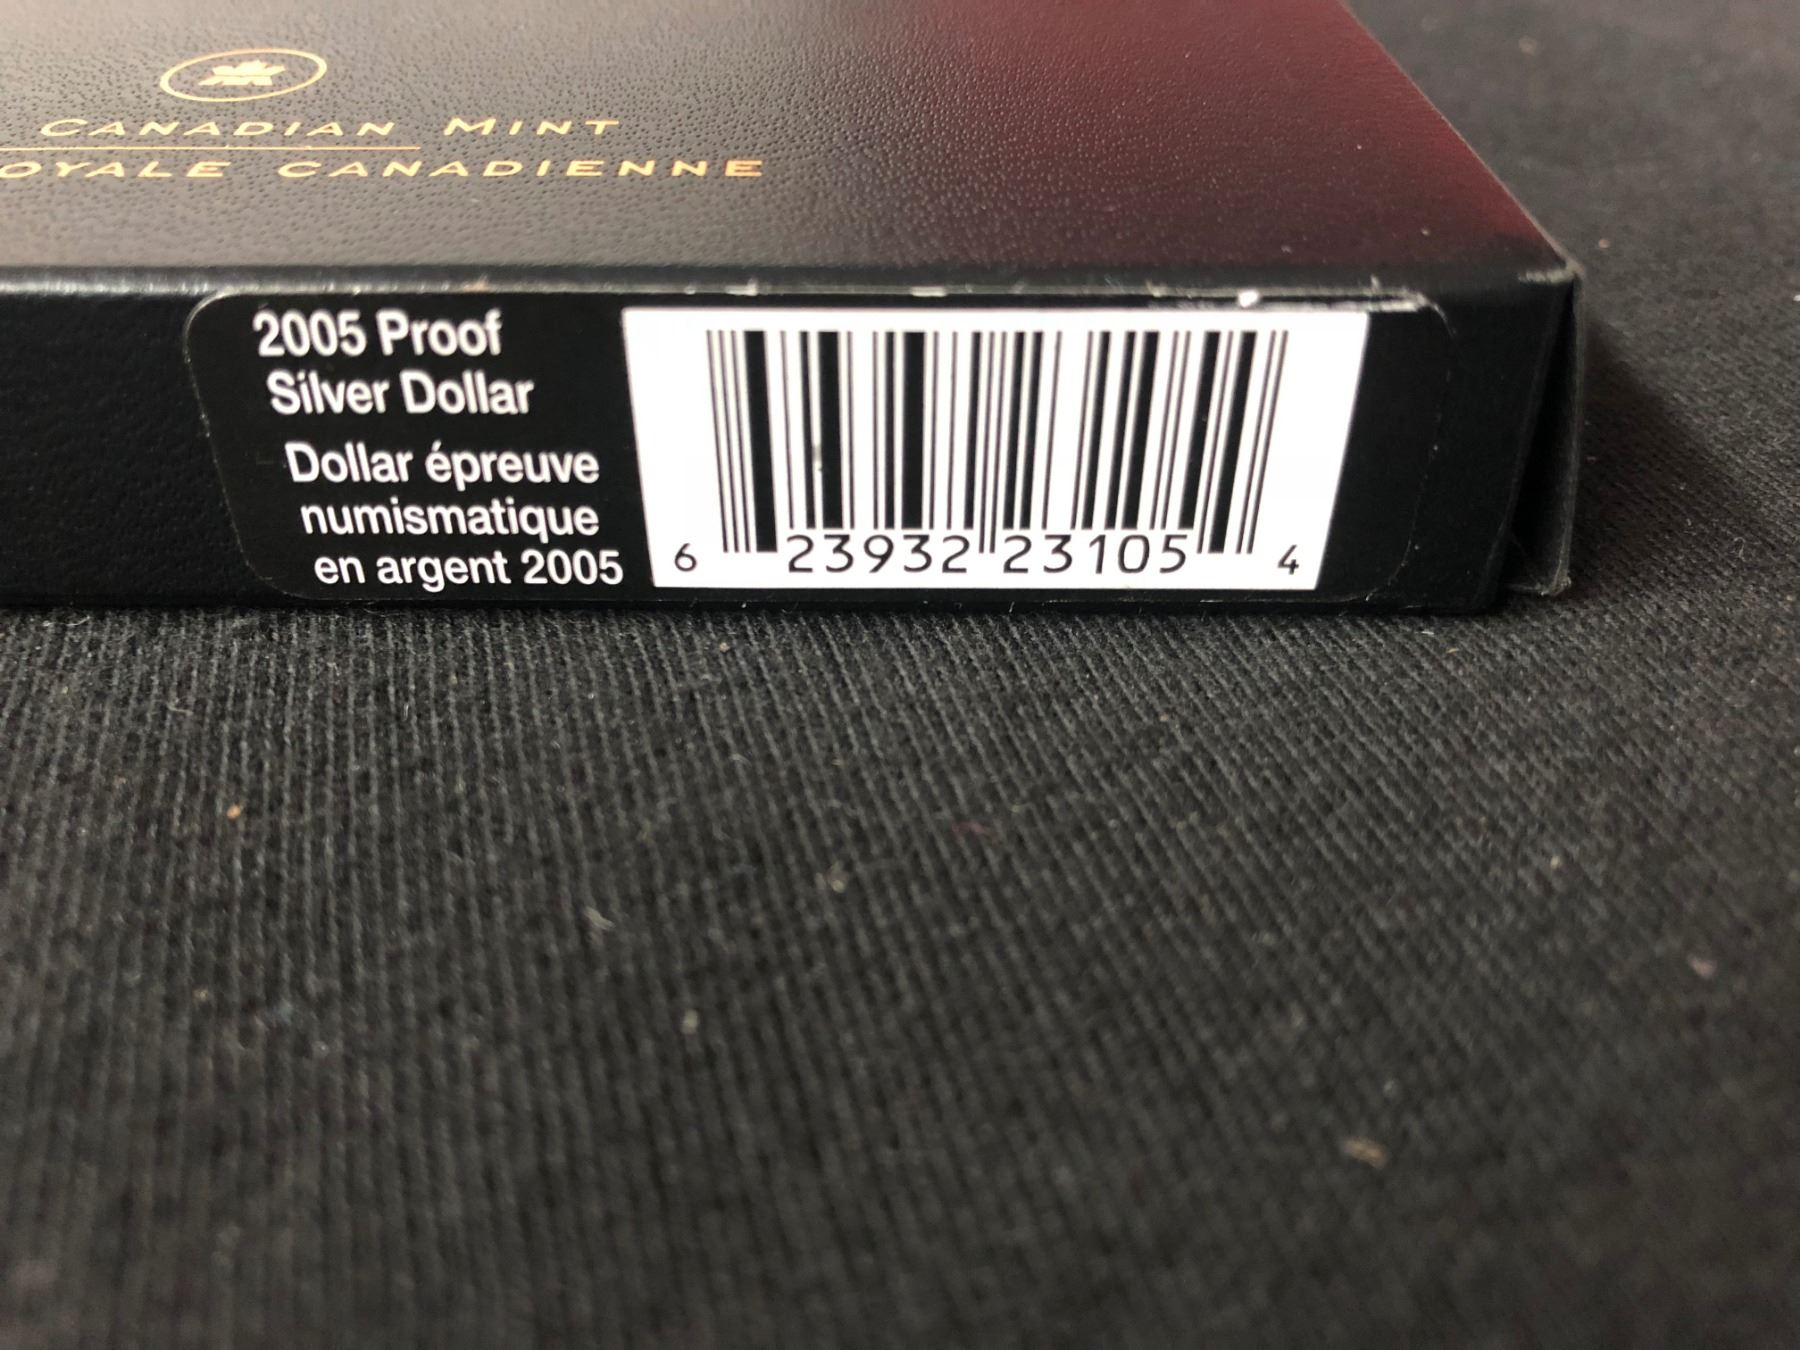 CANADIAN MINT
OYALE CANADIENNE
2005 Proof
Silver Dollar
Dollar épreuve
numismatique
en argent 2005
6 23932 23105 4